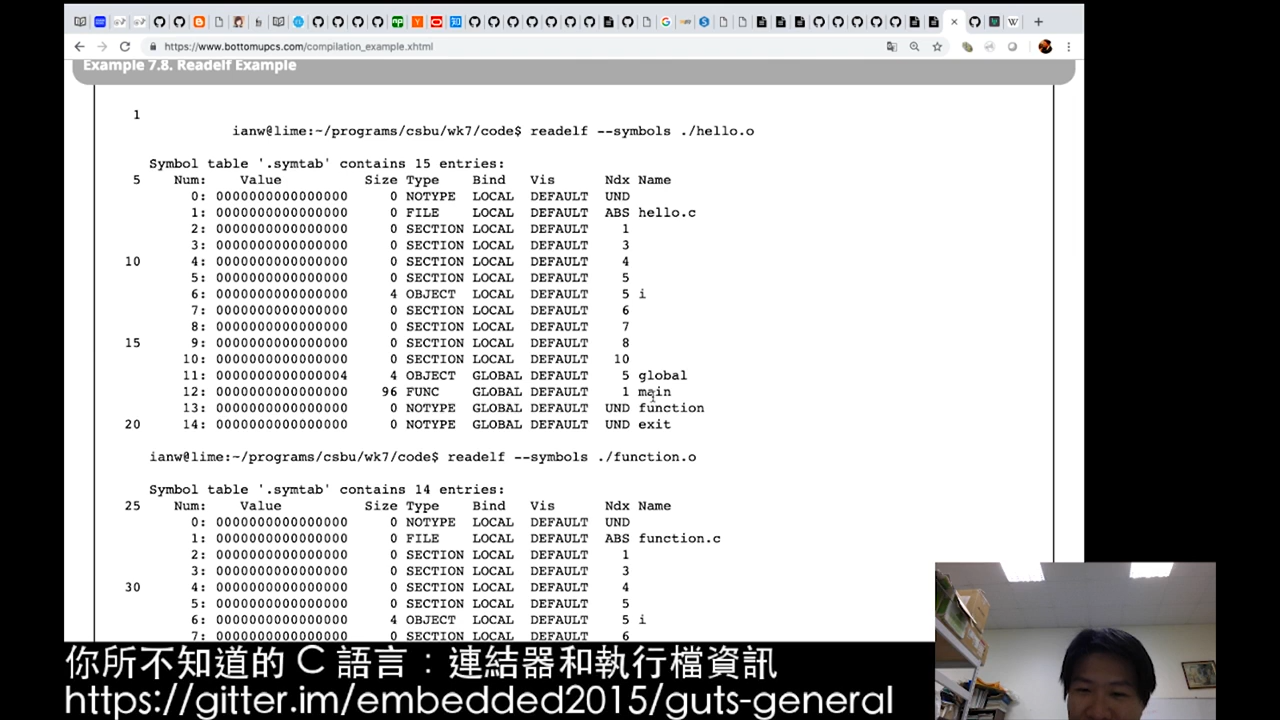 https://www.bottomupcs.com/compilation_example.xhtml
Example 7.8. Readelf Example
1
ianw@lime:~/programs/csbu/wk7/code$ readelf --symbols ./hello.o
Symbol table '.symtab' contains 15 entries:
5 Num: Value Size Type Bind Vis Ndx Name
0: 0000000000000000 0 NOTYPE LOCAL DEFAULT UND
1: 0000000000000000 0 FILE LOCAL DEFAULT ABS hello.c
2: 0000000000000000 0 SECTION LOCAL DEFAULT 1
3: 0000000000000000 0 SECTION LOCAL DEFAULT 3
10 4: 0000000000000000 0 SECTION LOCAL DEFAULT 4
5: 0000000000000000 0 SECTION LOCAL DEFAULT 5
6: 0000000000000000 4 OBJECT LOCAL DEFAULT 5 i
7: 0000000000000000 0 SECTION LOCAL DEFAULT 6
8: 0000000000000000 0 SECTION LOCAL DEFAULT 7
15 9: 0000000000000000 0 SECTION LOCAL DEFAULT 8
10: 0000000000000000 0 SECTION LOCAL DEFAULT 10
11: 0000000000000004 4 OBJECT GLOBAL DEFAULT 5 global
12: 0000000000000000 96 FUNC GLOBAL DEFAULT 1 main
13: 0000000000000000 0 NOTYPE GLOBAL DEFAULT UND function
20 14: 0000000000000000 0 NOTYPE GLOBAL DEFAULT UND exit
ianw@lime:~/programs/csbu/wk7/code$ readelf --symbols ./function.o
Symbol table '.symtab' contains 14 entries:
25 Num: Value Size Type Bind Vis Ndx Name
0: 0000000000000000 0 NOTYPE LOCAL DEFAULT UND
1: 0000000000000000 0 FILE LOCAL DEFAULT ABS function.c
2: 0000000000000000 0 SECTION LOCAL DEFAULT 1
3: 0000000000000000 0 SECTION LOCAL DEFAULT 3
30 4: 0000000000000000 0 SECTION LOCAL DEFAULT 4
5: 0000000000000000 0 SECTION LOCAL DEFAULT 5
6: 0000000000000000 4 OBJECT LOCAL DEFAULT 5 i
7: 0000000000000000 0 SECTION LOCAL DEFAULT 6
你所不知道的 C 語言：連結器和執行檔資訊
https://gitter.im/embedded2015/guts-general